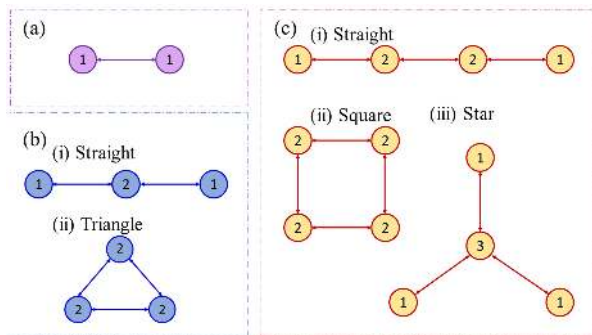 (a)
1 1
(b)
(i) Straight
1 2 1
(ii) Triangle
2
2 2
(c)
(i) Straight
1 2 2 1
(ii) Square
2 2
2 2
(iii) Star
1
3
1 1